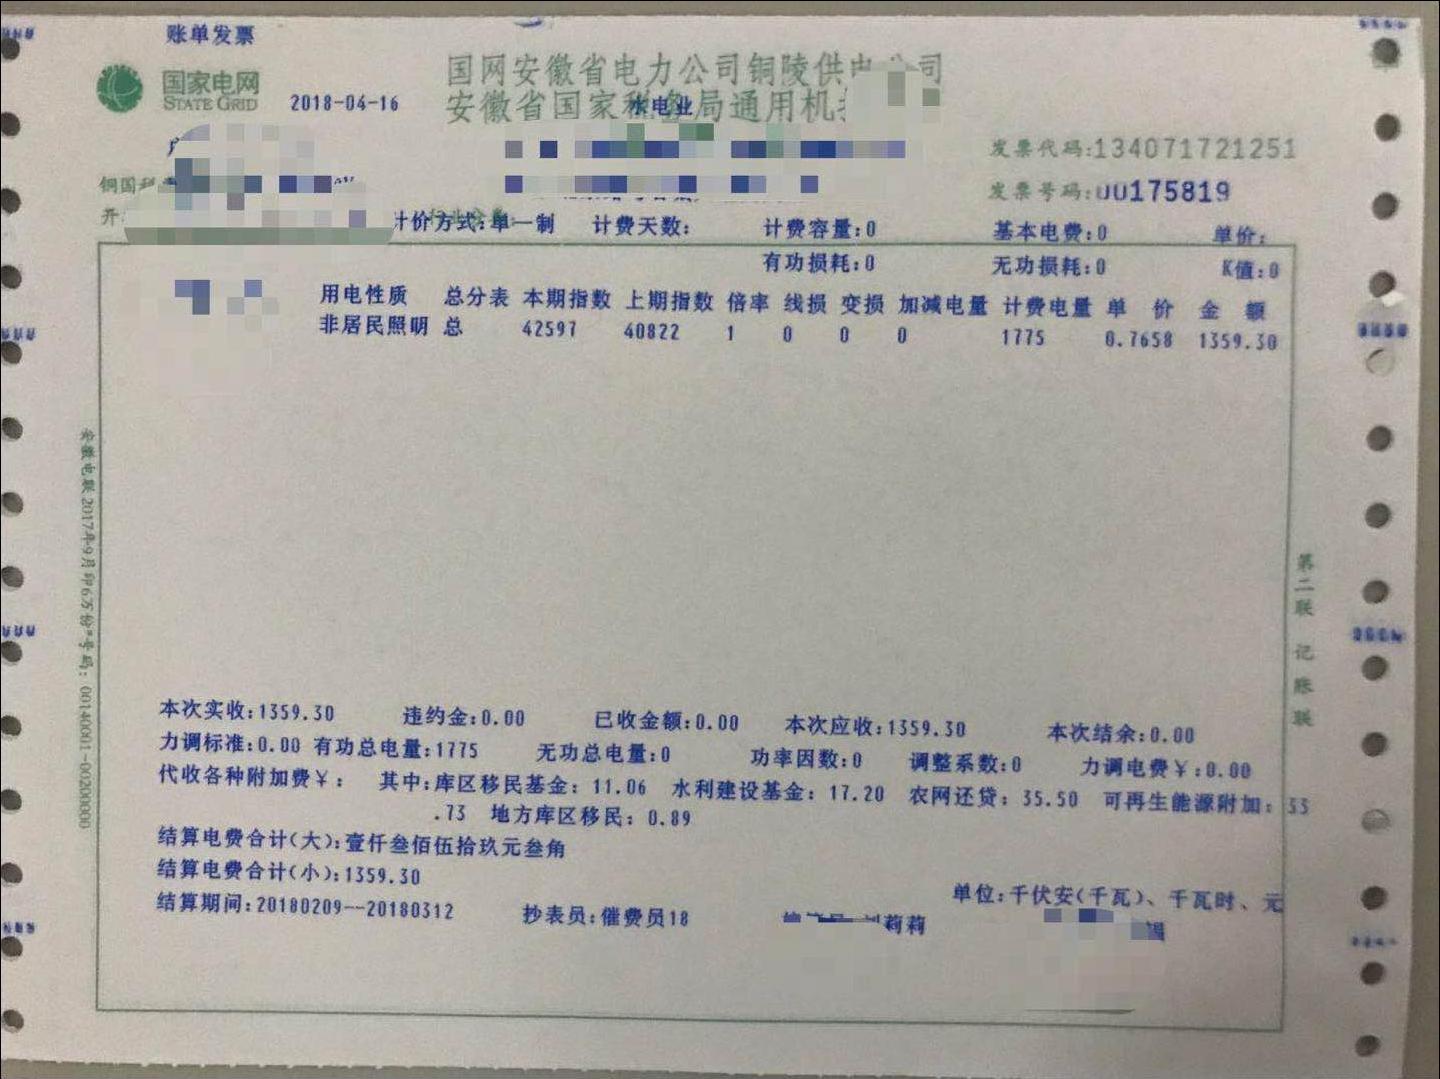 账单发票
国家电网
STATE GRID
2018-04-16
国网安徽省电力公司铜陵供电公司
安徽省国家税务局通用机
水电业
发票代码:134071721251
发票号码:00175819
铜国税
开
计价方式:单一制 计费天数: 计费容量:0 基本电费:0 单价:
有功损耗:0 无功损耗:0 K值:0
用电性质 总分表 本期指数 上期指数 倍率 线损 变损 加减电量 计费电量 单 价 金 额
非居民照明 总 42597 40822 1 0 0 0 1775 0.7658 1359.30
安徽电联2017年9月印6万份*号码:00140001-00200000
第二联 记账联
本次实收:1359.30 违约金:0.00 已收金额:0.00 本次应收:1359.30 本次结余:0.00
力调标准:0.00 有功总电量:1775 无功总电量:0 功率因数:0 调整系数:0 力调电费¥:0.00
代收各种附加费¥: 其中:库区移民基金: 11.06 水利建设基金: 17.20 农网还贷: 35.50 可再生能源附加: 33
.73 地方库区移民: 0.89
结算电费合计(大):壹仟叁佰伍拾玖元叁角
结算电费合计(小):1359.30
单位:千伏安(千瓦)、千瓦时、元
结算期间:20180209--20180312 抄表员:催费员18 莉莉